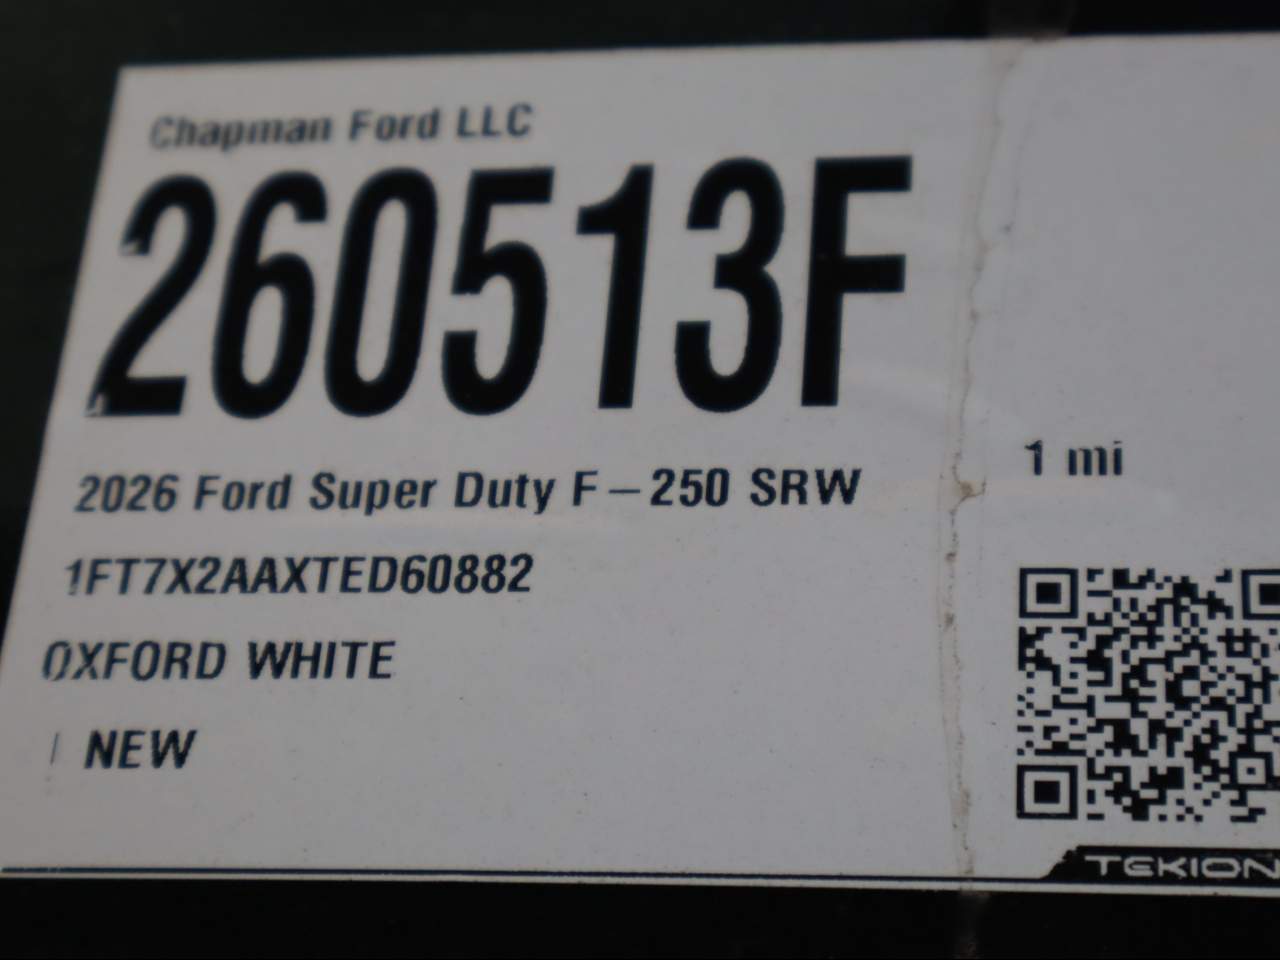 Chapman Ford LLC
260513F
2026 Ford Super Duty F-250 SRW
1 mi
1FT7X2AAXTED60882
OXFORD WHITE
NEW
TEKION